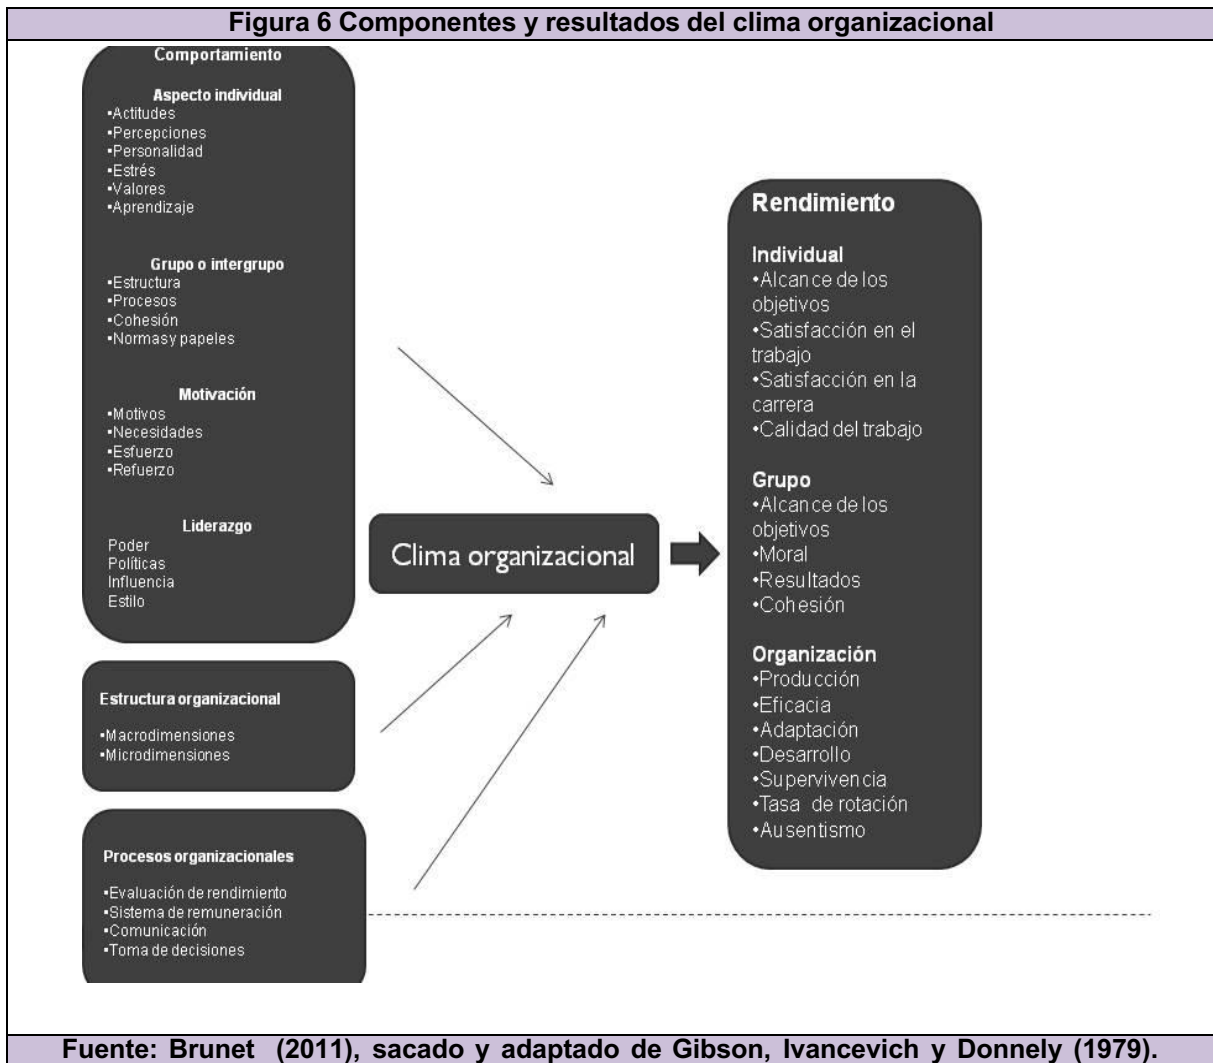 Figura 6 Componentes y resultados del clima organizacional
Comportamiento
Aspecto individual
▪Actitudes
▪Percepciones
▪Personalidad
▪Estrés
▪Valores
▪Aprendizaje
Grupo o intergrupo
▪Estructura
▪Procesos
▪Cohesión
▪Normas y papeles
Motivación
▪Motivos
▪Necesidades
▪Esfuerzo
▪Refuerzo
Liderazgo
Poder
Políticas
Influencia
Estilo
Estructura organizacional
▪Macrodimensiones
▪Microdimensiones
Procesos organizacionales
▪Evaluación de rendimiento
▪Sistema de remuneración
▪Comunicación
▪Toma de decisiones
Clima organizacional
Rendimiento
Individual
•Alcance de los
objetivos
•Satisfacción en el
trabajo
•Satisfacción en la
carrera
•Calidad del trabajo
Grupo
•Alcance de los
objetivos
•Moral
•Resultados
•Cohesión
Organización
•Producción
•Eficacia
•Adaptación
•Desarrollo
•Supervivencia
•Tasa de rotación
•Ausentismo
Fuente: Brunet (2011), sacado y adaptado de Gibson, Ivancevich y Donnely (1979).